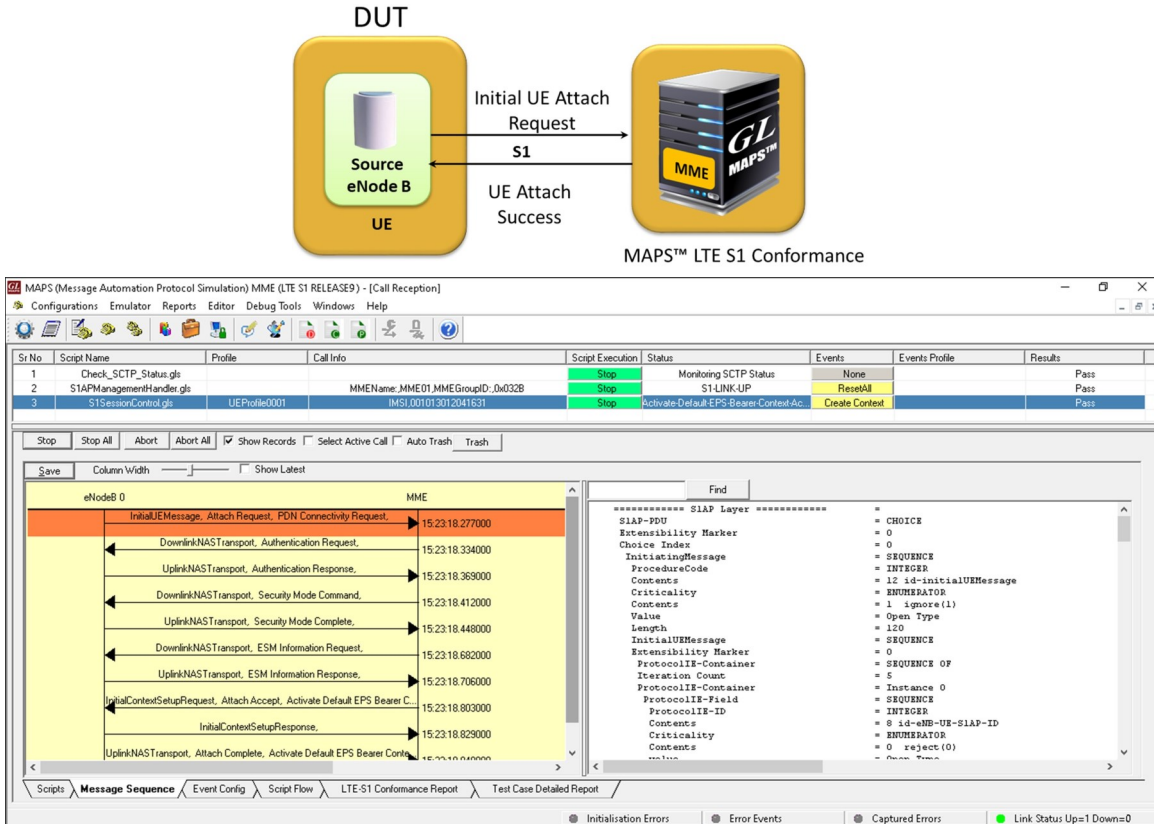 DUT
Source
eNode B
UE
Initial UE Attach
Request
S1
UE Attach
Success
GL
MAPS™
MME
MAPS™ LTE S1 Conformance
GL MAPS (Message Automation Protocol Simulation) MME (LTE S1 RELEASE9 ) - [Call Reception]
Configurations Emulator Reports Editor Debug Tools Windows Help
Sr No Script Name Profile Call Info Script Execution Status Events Events Profile Results
1 Check_SCTP_Status.gls Stop Monitoring SCTP Status None Pass
2 S1APManagementHandler.gls MMEName:,MME01,MMEGroupID:,0x032B Stop S1-LINK-UP ResetAll Pass
3 S1SessionControl.gls UEProfile0001 IMSI,001013012041631 Stop Activate-Default-EPS-Bearer-Context-Ac... Create Context Pass
Stop Stop All Abort Abort All Show Records Select Active Call Auto Trash Trash
Save Column Width Show Latest
Find
eNodeB 0 MME
InitialUEMessage, Attach Request, PDN Connectivity Request,
15:23:18.277000
DownlinkNASTransport, Authentication Request,
15:23:18.334000
UplinkNASTransport, Authentication Response,
15:23:18.369000
DownlinkNASTransport, Security Mode Command,
15:23:18.412000
UplinkNASTransport, Security Mode Complete,
15:23:18.448000
DownlinkNASTransport, ESM Information Request,
15:23:18.682000
UplinkNASTransport, ESM Information Response,
15:23:18.706000
InitialContextSetupRequest, Attach Accept, Activate Default EPS Bearer C...
15:23:18.803000
InitialContextSetupResponse,
15:23:18.829000
UplinkNASTransport, Attach Complete, Activate Default EPS Bearer Conte
============ S1AP Layer ============ =
S1AP-PDU = CHOICE
Extensibility Marker = 0
Choice Index = 0
InitiatingMessage = SEQUENCE
ProcedureCode = INTEGER
Contents = 12 id-initialUEMessage
Criticality = ENUMERATOR
Contents = 1 ignore(1)
Value = Open Type
Length = 120
InitialUEMessage = SEQUENCE
Extensibility Marker = 0
ProtocolIE-Container = SEQUENCE OF
Iteration Count = 5
ProtocolIE-Container = Instance 0
ProtocolIE-Field = SEQUENCE
ProtocolIE-ID = INTEGER
Contents = 8 id-eNB-UE-S1AP-ID
Criticality = ENUMERATOR
Contents = 0 reject(0)
Scripts Message Sequence Event Config Script Flow LTE-S1 Conformance Report Test Case Detailed Report
Initialisation Errors Error Events Captured Errors Link Status Up=1 Down=0